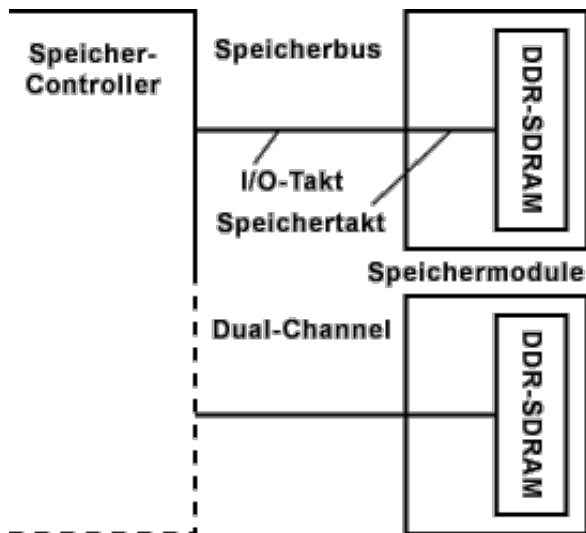 Speicher-
Controller
Speicherbus
DDR-SDRAM
I/O-Takt
Speichertakt
Speichermodule
Dual-Channel
DDR-SDRAM